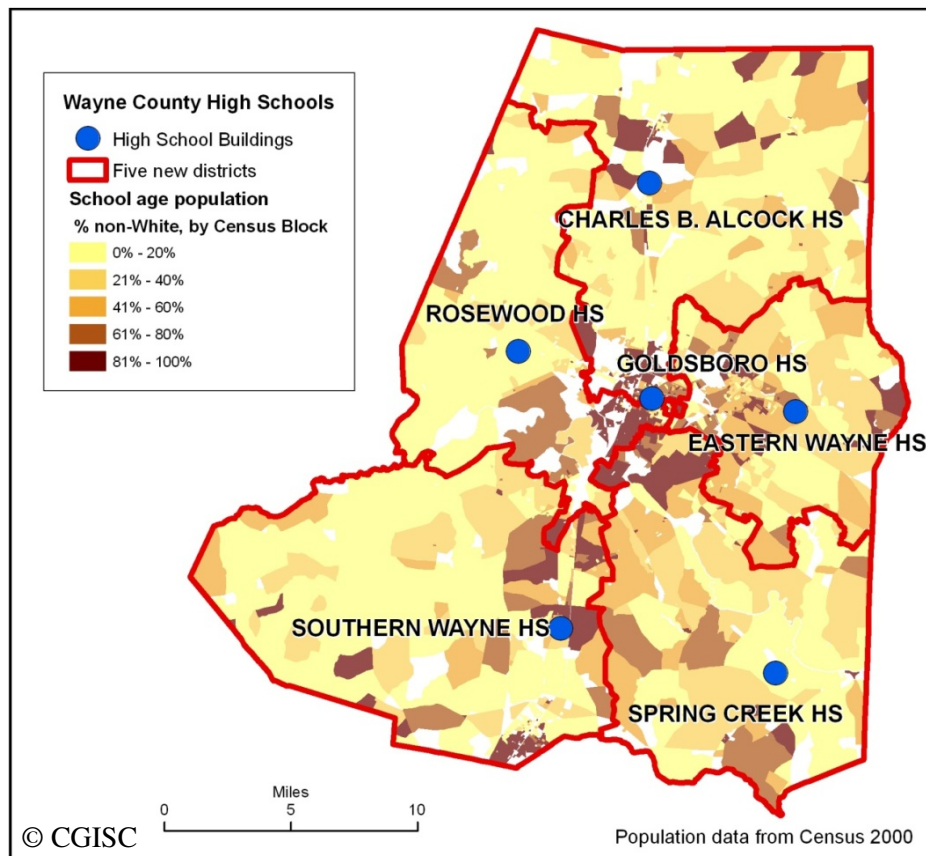 Wayne County High Schools
High School Buildings
Five new districts
School age population
% non-White, by Census Block
0% - 20%
21% - 40%
41% - 60%
61% - 80%
81% - 100%
CHARLES B. ALCOCK HS
ROSEWOOD HS
GOLDSBORO HS
EASTERN WAYNE HS
SOUTHERN WAYNE HS
SPRING CREEK HS
Miles
0 5 10
© CGISC
Population data from Census 2000